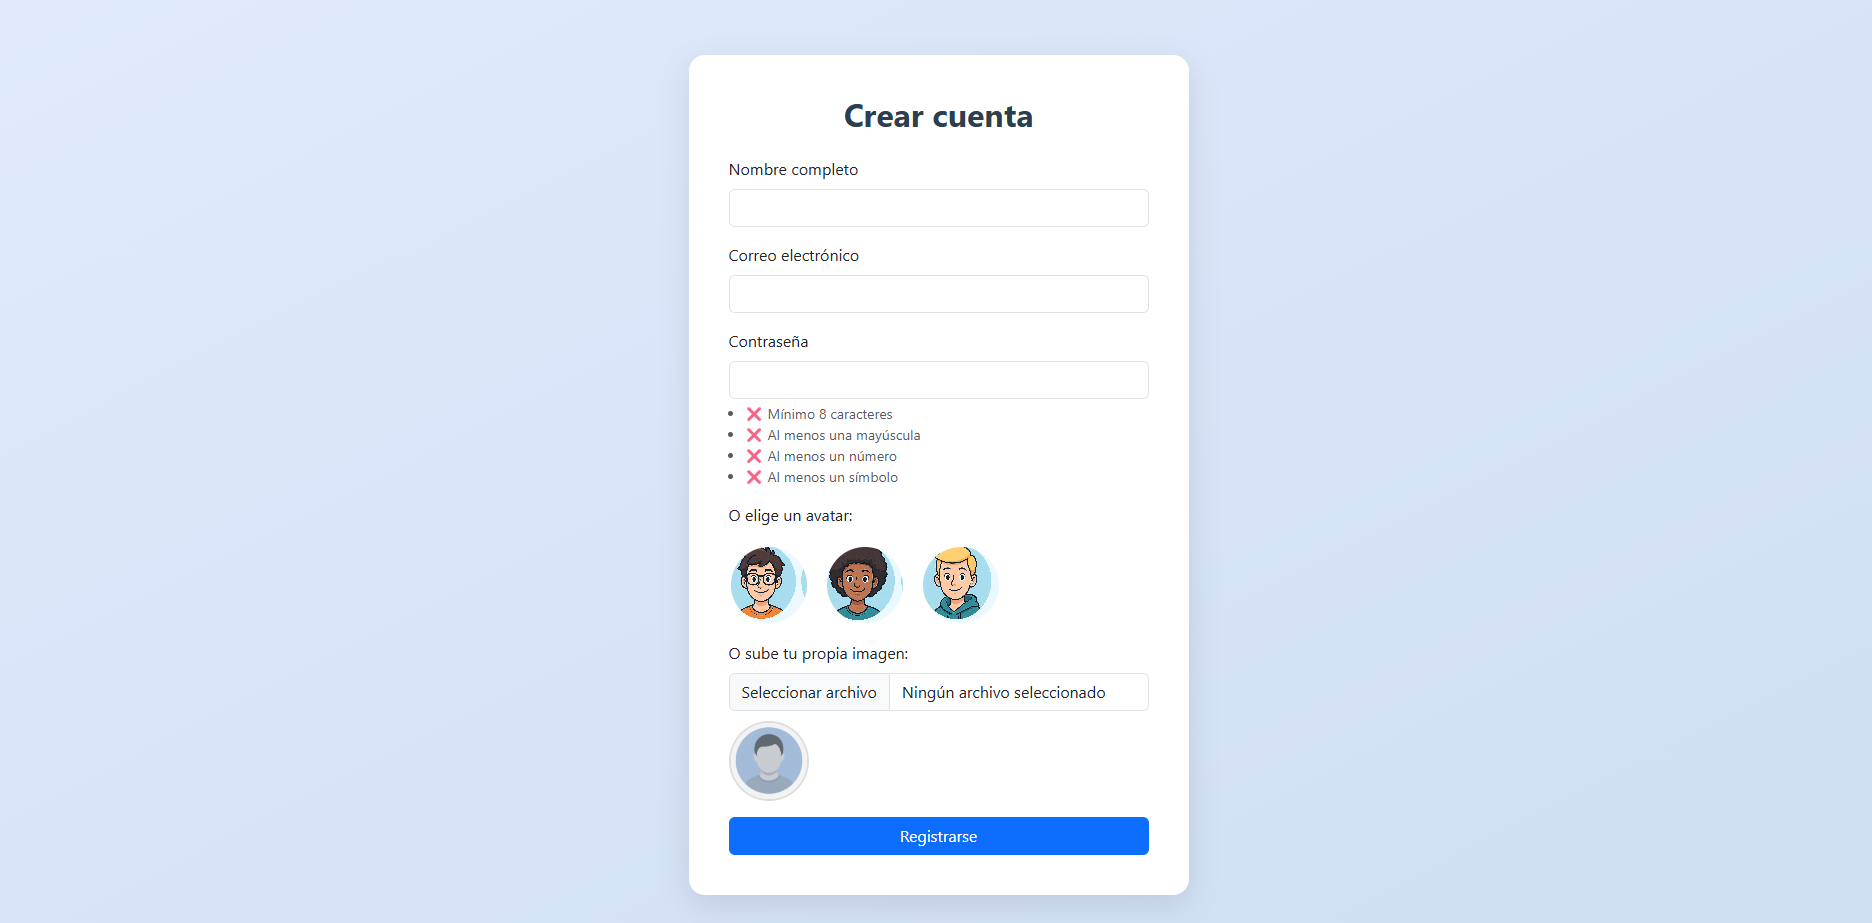 Crear cuenta
Nombre completo
Correo electrónico
Contraseña
• ❌ Mínimo 8 caracteres
• ❌ Al menos una mayúscula
• ❌ Al menos un número
• ❌ Al menos un símbolo
O elige un avatar:
O sube tu propia imagen:
Seleccionar archivo Ningún archivo seleccionado
Registrarse